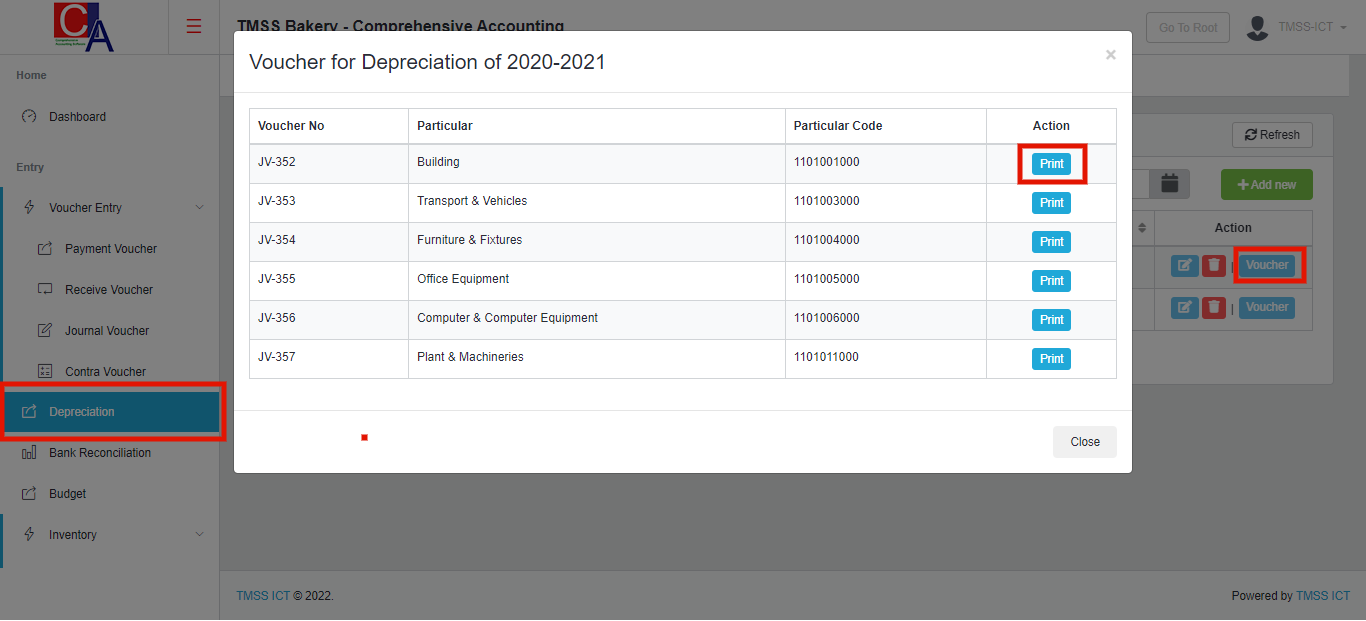 CA
TMSS Bakery - Comprehensive Accounting
Go To Root
TMSS-ICT
Home
Dashboard
Entry
Voucher Entry
Payment Voucher
Receive Voucher
Journal Voucher
Contra Voucher
Depreciation
Bank Reconciliation
Budget
Inventory
Voucher for Depreciation of 2020-2021
×
Voucher No Particular Particular Code Action
JV-352 Building 1101001000 Print
JV-353 Transport & Vehicles 1101003000 Print
JV-354 Furniture & Fixtures 1101004000 Print
JV-355 Office Equipment 1101005000 Print
JV-356 Computer & Computer Equipment 1101006000 Print
JV-357 Plant & Machineries 1101011000 Print
Close
Refresh
Add new
Action
| Voucher
| Voucher
TMSS ICT © 2022.
Powered by TMSS ICT